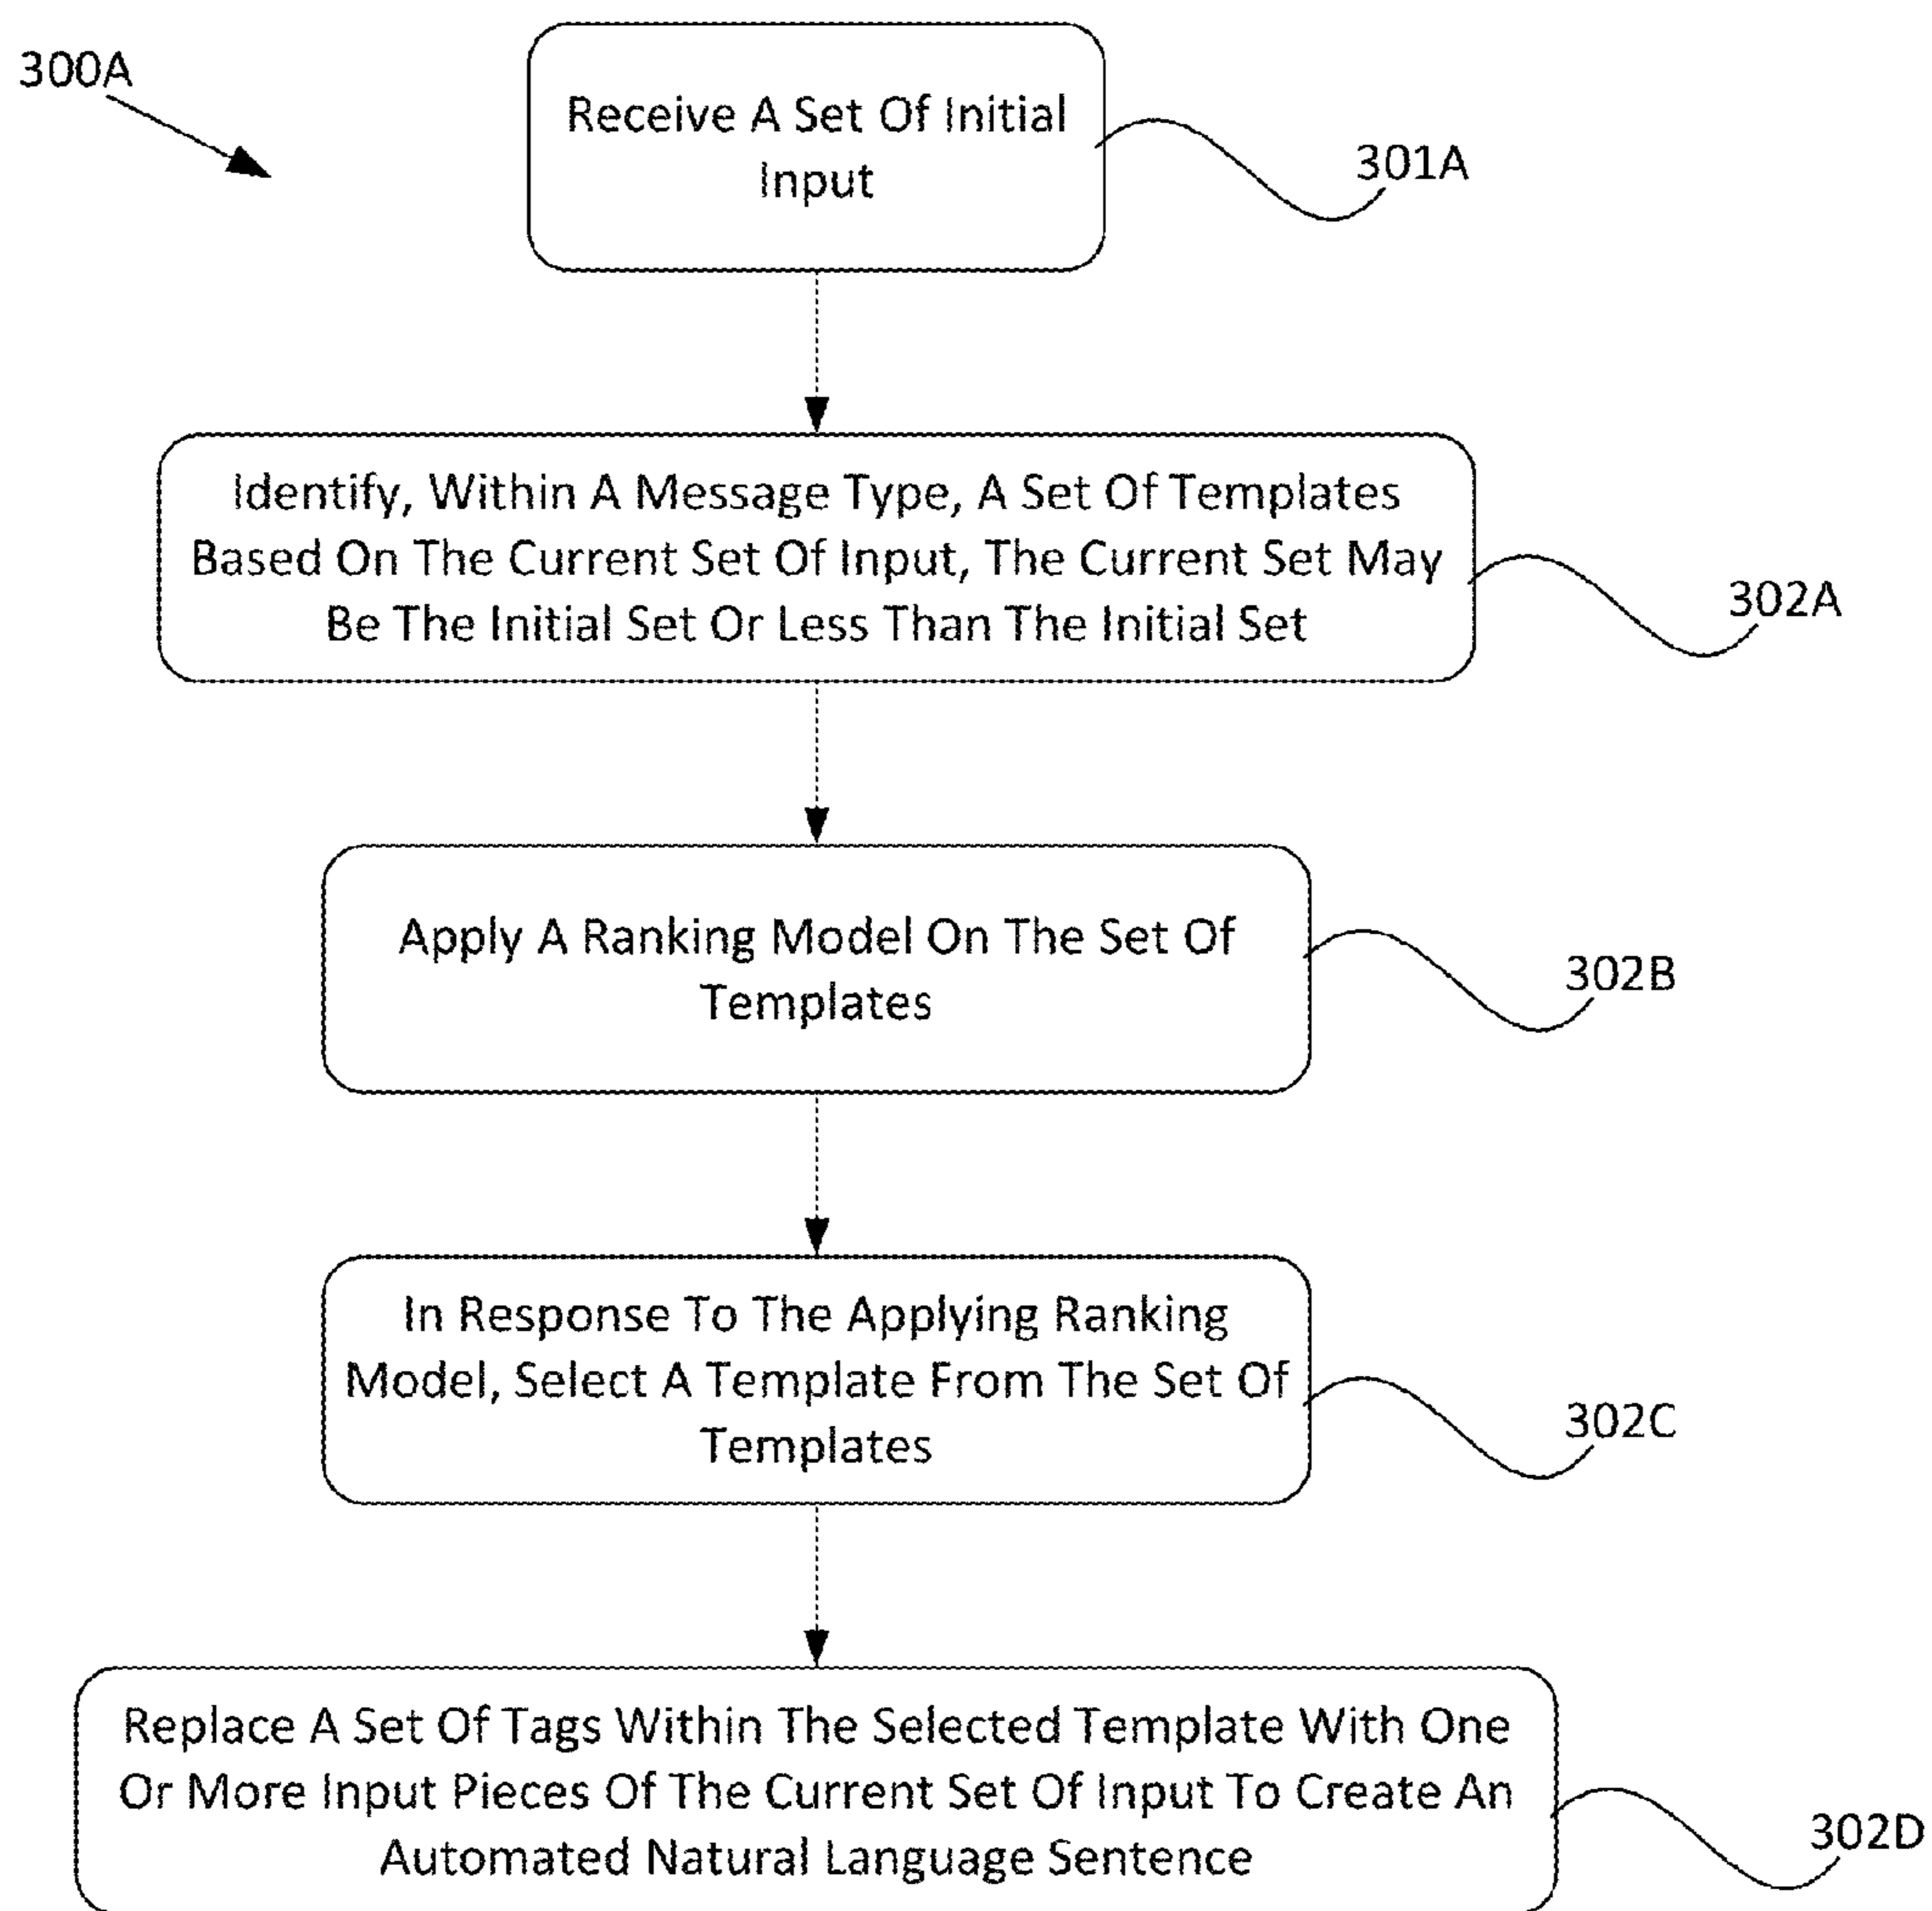 300A
Receive A Set Of Initial
Input
301A
Identify, Within A Message Type, A Set Of Templates
Based On The Current Set Of Input, The Current Set May
Be The Initial Set Or Less Than The Initial Set
302A
Apply A Ranking Model On The Set Of
Templates
302B
In Response To The Applying Ranking
Model, Select A Template From The Set Of
Templates
302C
Replace A Set Of Tags Within The Selected Template With One
Or More Input Pieces Of The Current Set Of Input To Create An
Automated Natural Language Sentence
302D